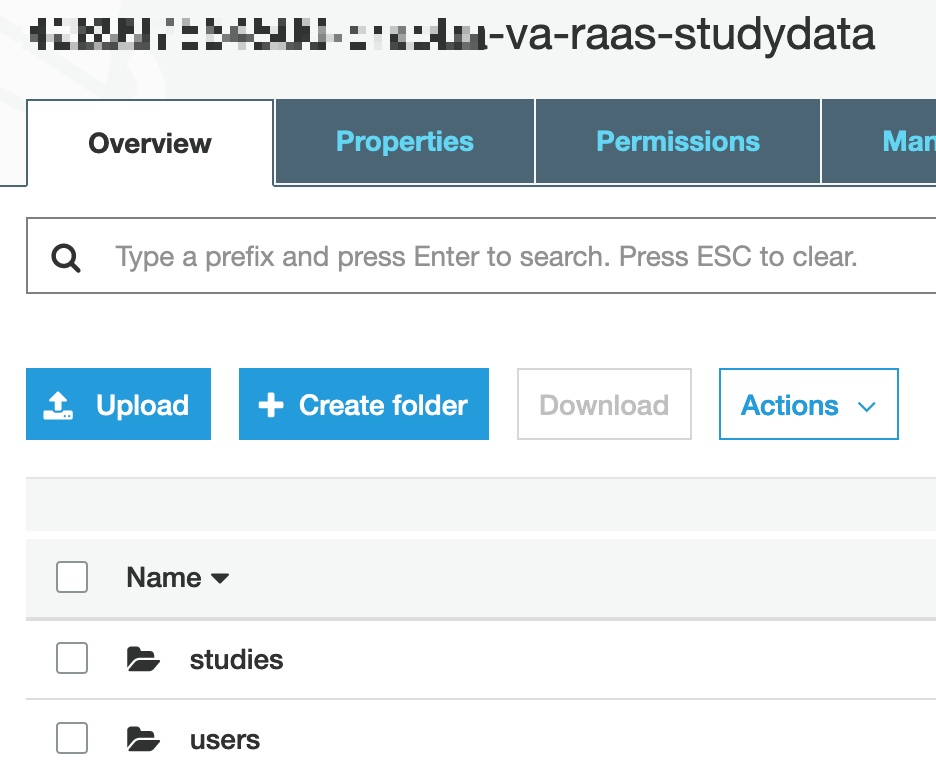 -va-raas-studydata
Overview Properties Permissions Man
Type a prefix and press Enter to search. Press ESC to clear.
Upload Create folder Download Actions
Name
studies
users